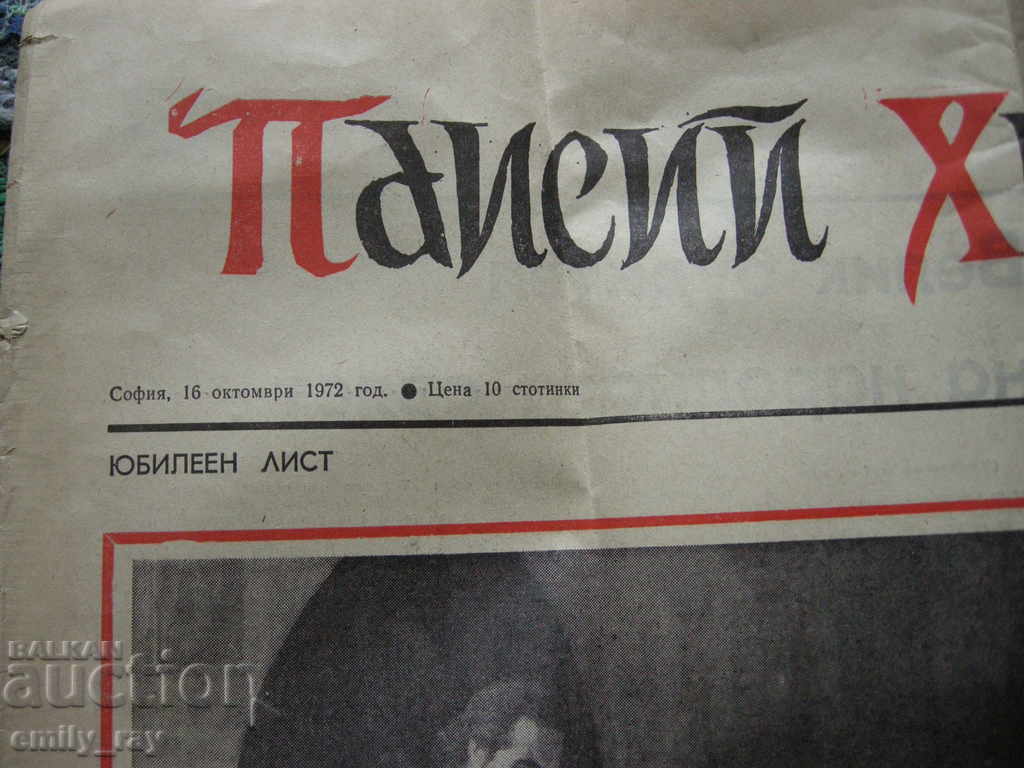 Паисий Х
София, 16 октомври 1972 год. ● Цена 10 стотинки
ЮБИЛЕЕН ЛИСТ
BALKAN
auction
emily_ray